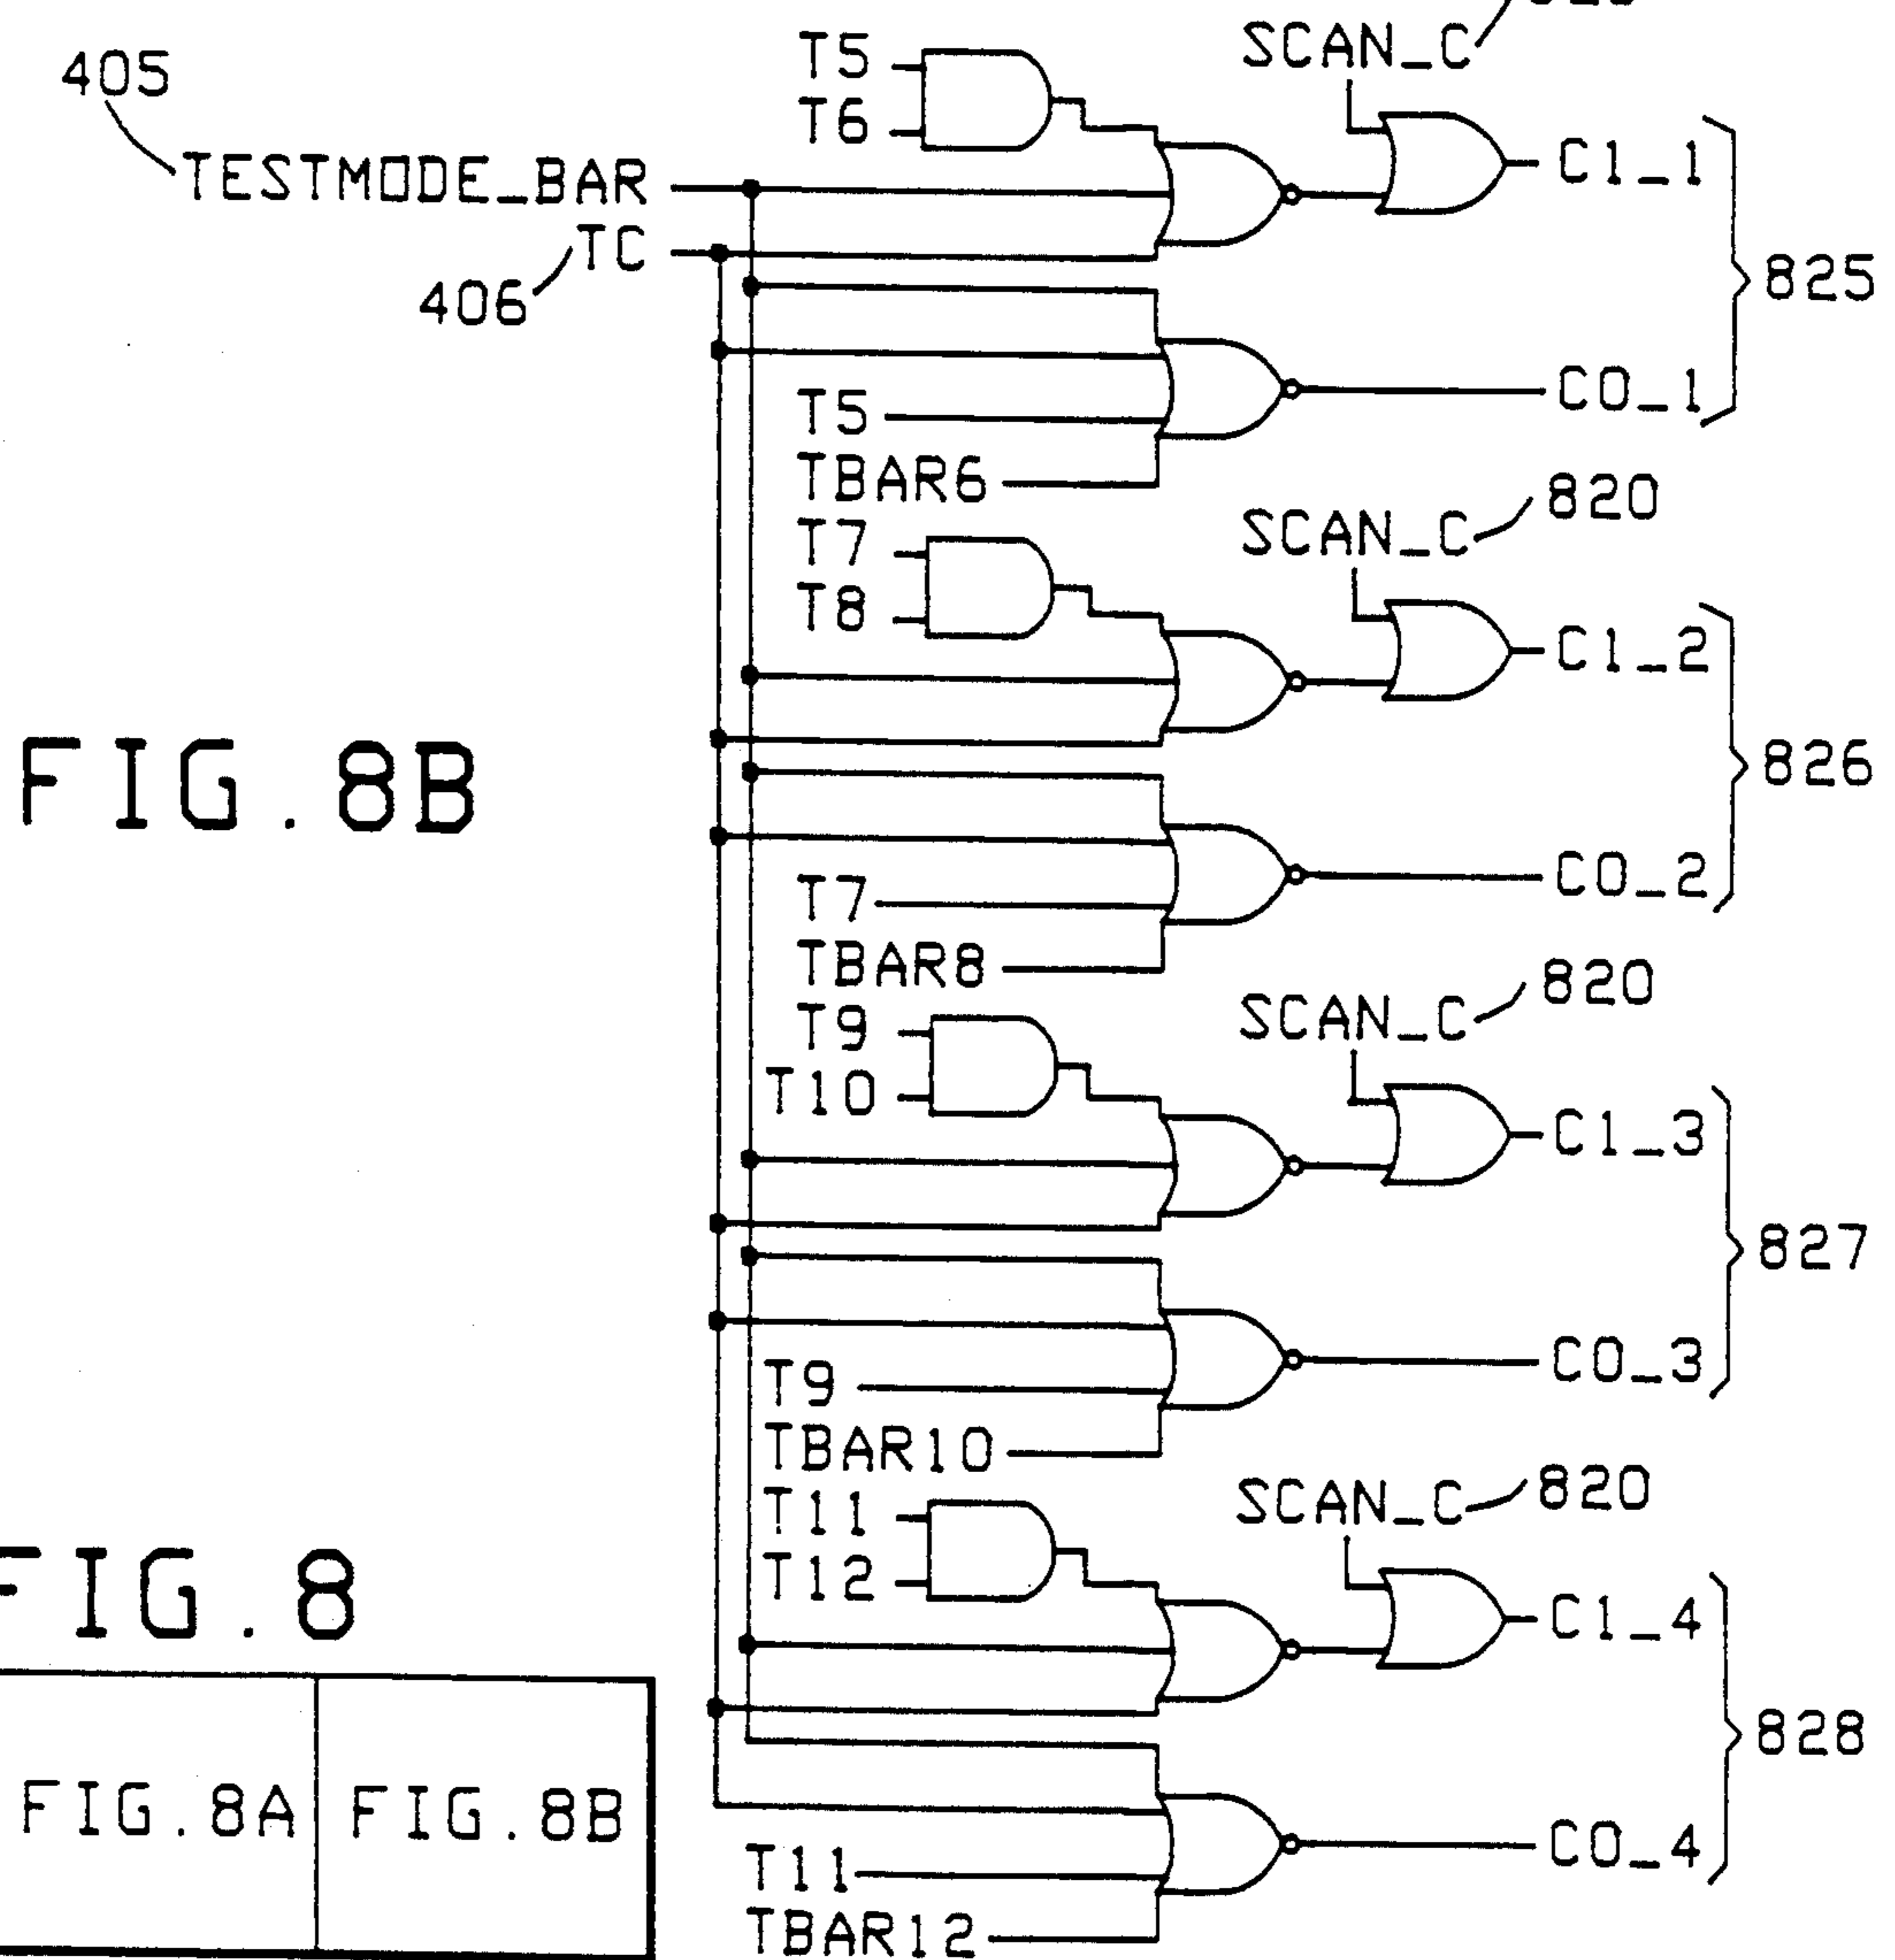 SCAN_C
T5
405
T6
TESTMODE_BAR
C1_1
TC
406
825
T5
C0_1
TBAR6
820
SCAN_C
T7
T8
C1_2
FIG.8B
826
T7
C0_2
TBAR8
820
SCAN_C
T9
T10
C1_3
827
T9
C0_3
TBAR10
820
SCAN_C
T11
FIG.8
T12
C1_4
828
FIG.8A
FIG.8B
C0_4
T11
TBAR12